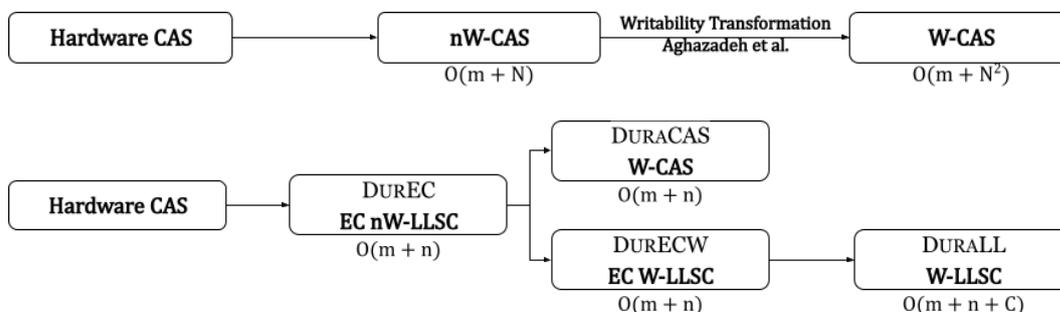 Hardware CAS
nW-CAS
O(m + N)
Writability Transformation
Aghazadeh et al.
W-CAS
O(m + N²)
Hardware CAS
DUREC
EC nW-LLSC
O(m + n)
DURACAS
W-CAS
O(m + n)
DURECW
EC W-LLSC
O(m + n)
DURALL
W-LLSC
O(m + n + C)